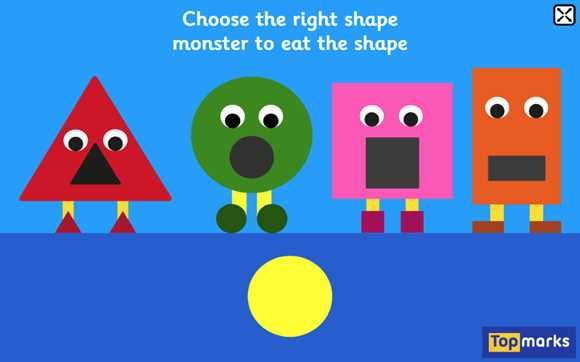 Choose the right shape
monster to eat the shape
Topmarks